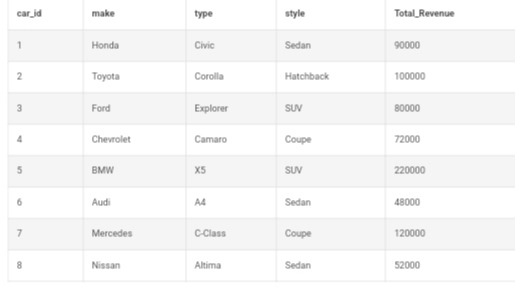 car_id make type style Total_Revenue
1 Honda Civic Sedan 90000
2 Toyota Corolla Hatchback 100000
3 Ford Explorer SUV 80000
4 Chevrolet Camaro Coupe 72000
5 BMW X5 SUV 220000
6 Audi A4 Sedan 48000
7 Mercedes C-Class Coupe 120000
8 Nissan Altima Sedan 52000